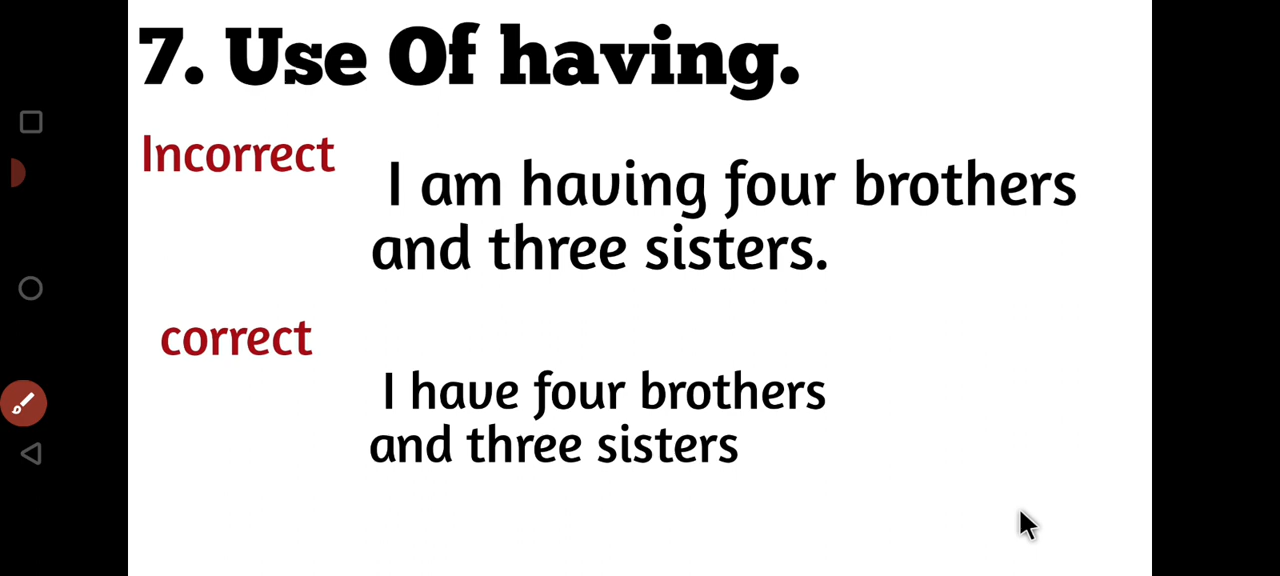 7. Use Of having.
Incorrect
I am having four brothers
and three sisters.
correct
I have four brothers
and three sisters